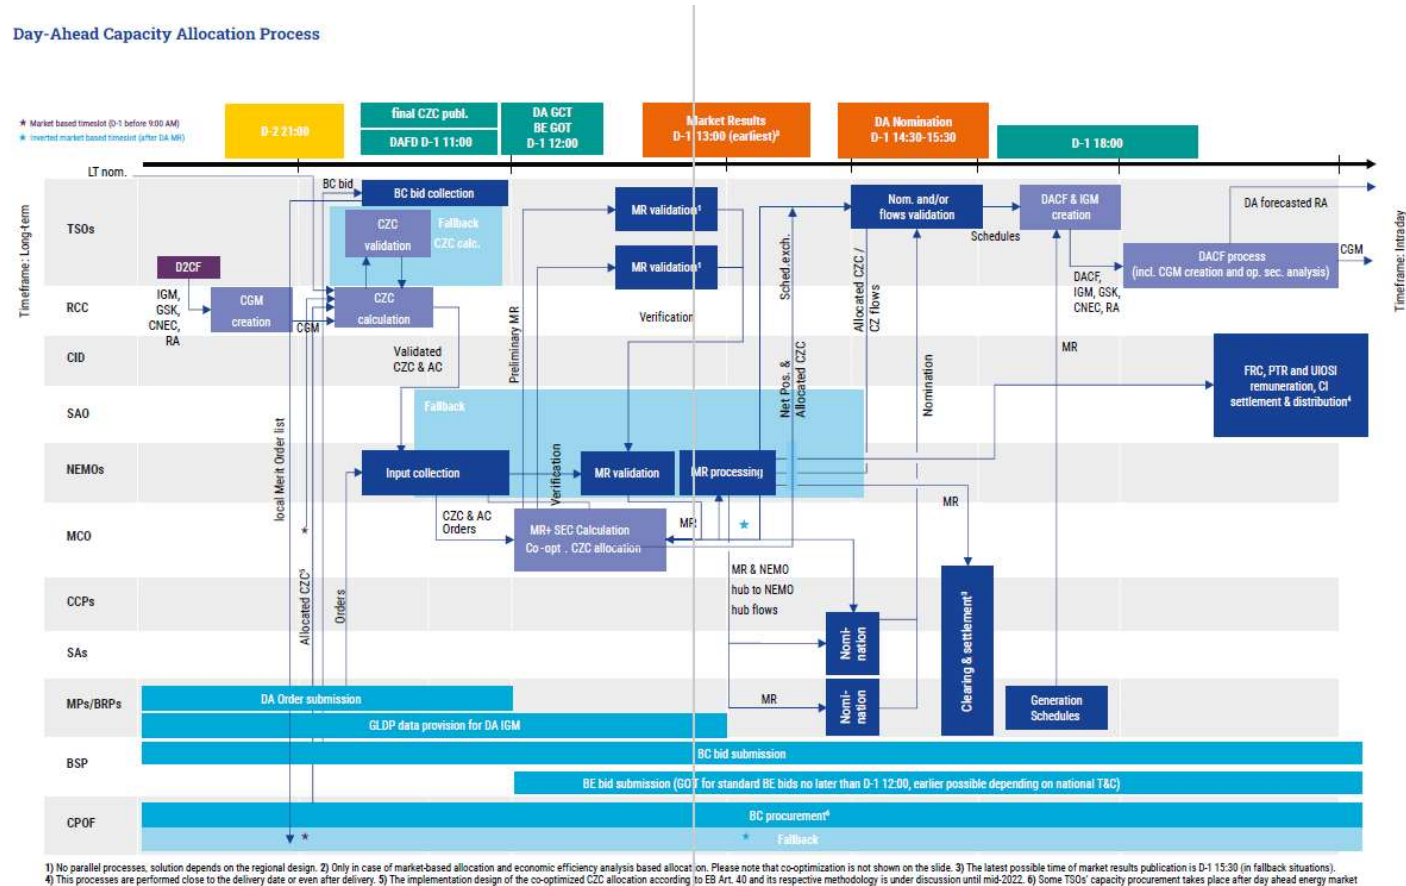 Day-Ahead Capacity Allocation Process
★ Market based timeslot (D-1 before 9:00 AM)
★ Inverted market based timeslot (after DA MR)
D-2 21:00
final CZC publ.
DAFD D-1 11:00
DA GCT
BE GOT
D-1 12:00
Market Results
D-1 13:00 (earliest)³
DA Nomination
D-1 14:30-15:30
D-1 18:00
LT nom.
Timeframe: Long-term
Timeframe: Intraday
TSOs
BC bid
BC bid collection
CZC
validation
Fallback
CZC calc.
MR validation¹
MR validation¹
Nom. and/or
flows validation
Schedules
DACF & IGM
creation
DA forecasted RA
DACF process
(incl. CGM creation and op. sec. analysis)
CGM
D2CF
IGM,
GSK,
CNEC,
RA
RCC
CGM
creation
CGM
CZC
calculation
Validated
CZC & AC
Preliminary MR
Verification
Sched.exch.
Net Pos. &
Allocated CZC
Allocated CZC /
CZ flows
Nomination
DACF,
IGM, GSK,
CNEC, RA
MR
CID
FRC, PTR and UIOSI
remuneration, CI
settlement & distribution⁴
SAO
Fallback
NEMOs
Input collection
Verification
MR validation
MR processing
MR
local Merit Order list
★
MCO
CZC & AC
Orders
MR+ SEC Calculation
Co-opt . CZC allocation
MR
★
MR & NEMO
hub to NEMO
hub flows
CCPs
Allocated CZC⁵
Orders
Nomi-
nation
Clearing & settlement³
SAs
MPs/BRPs
DA Order submission
GLDP data provision for DA IGM
MR
Nomi-
nation
Generation
Schedules
BSP
BC bid submission
BE bid submission (GOT for standard BE bids no later than D-1 12:00, earlier possible depending on national T&C)
CPOF
BC procurement⁶
★
★
Fallback
1) No parallel processes, solution depends on the regional design. 2) Only in case of market-based allocation and economic efficiency analysis based allocation. Please note that co-optimization is not shown on the slide. 3) The latest possible time of market results publication is D-1 15:30 (in fallback situations).
4) This processes are performed close to the delivery date or even after delivery. 5) The implementation design of the co-optimized CZC allocation according to EB Art. 40 and its respective methodology is under discussion until mid-2022. 6) Some TSOs' capacity procurement takes place after day ahead energy market